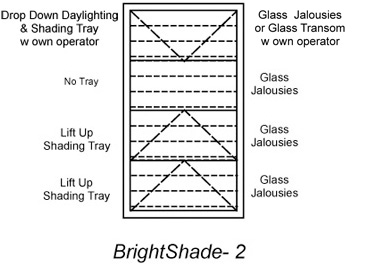 Drop Down Daylighting
& Shading Tray
w own operator
Glass Jalousies
or Glass Transom
w own operator
No Tray
Glass
Jalousies
Lift Up
Shading Tray
Glass
Jalousies
Lift Up
Shading Tray
Glass
Jalousies
BrightShade- 2